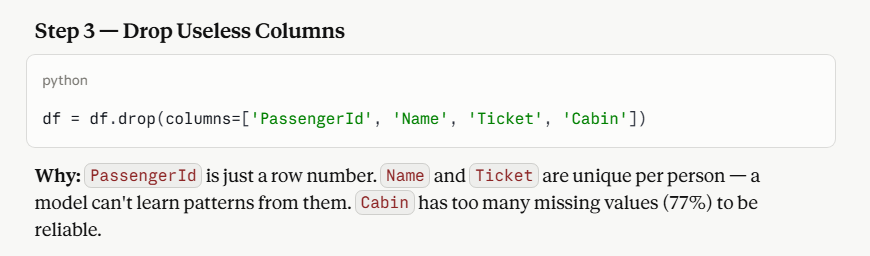 Step 3 — Drop Useless Columns
python
df = df.drop(columns=['PassengerId', 'Name', 'Ticket', 'Cabin'])
Why: PassengerId is just a row number. Name and Ticket are unique per person — a
model can't learn patterns from them. Cabin has too many missing values (77%) to be
reliable.